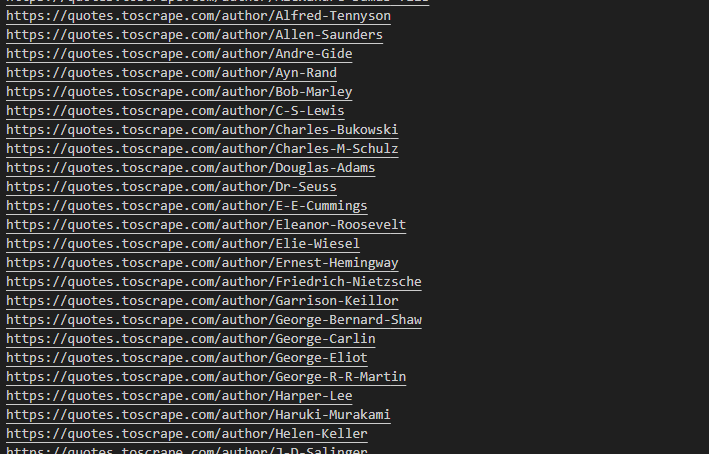 https://quotes.toscrape.com/author/Alfred-Tennyson
https://quotes.toscrape.com/author/Allen-Saunders
https://quotes.toscrape.com/author/Andre-Gide
https://quotes.toscrape.com/author/Ayn-Rand
https://quotes.toscrape.com/author/Bob-Marley
https://quotes.toscrape.com/author/C-S-Lewis
https://quotes.toscrape.com/author/Charles-Bukowski
https://quotes.toscrape.com/author/Charles-M-Schulz
https://quotes.toscrape.com/author/Douglas-Adams
https://quotes.toscrape.com/author/Dr-Seuss
https://quotes.toscrape.com/author/E-E-Cummings
https://quotes.toscrape.com/author/Eleanor-Roosevelt
https://quotes.toscrape.com/author/Elie-Wiesel
https://quotes.toscrape.com/author/Ernest-Hemingway
https://quotes.toscrape.com/author/Friedrich-Nietzsche
https://quotes.toscrape.com/author/Garrison-Keillor
https://quotes.toscrape.com/author/George-Bernard-Shaw
https://quotes.toscrape.com/author/George-Carlin
https://quotes.toscrape.com/author/George-Eliot
https://quotes.toscrape.com/author/George-R-R-Martin
https://quotes.toscrape.com/author/Harper-Lee
https://quotes.toscrape.com/author/Haruki-Murakami
https://quotes.toscrape.com/author/Helen-Keller
https://quotes.toscrape.com/author/J-D-Salinger